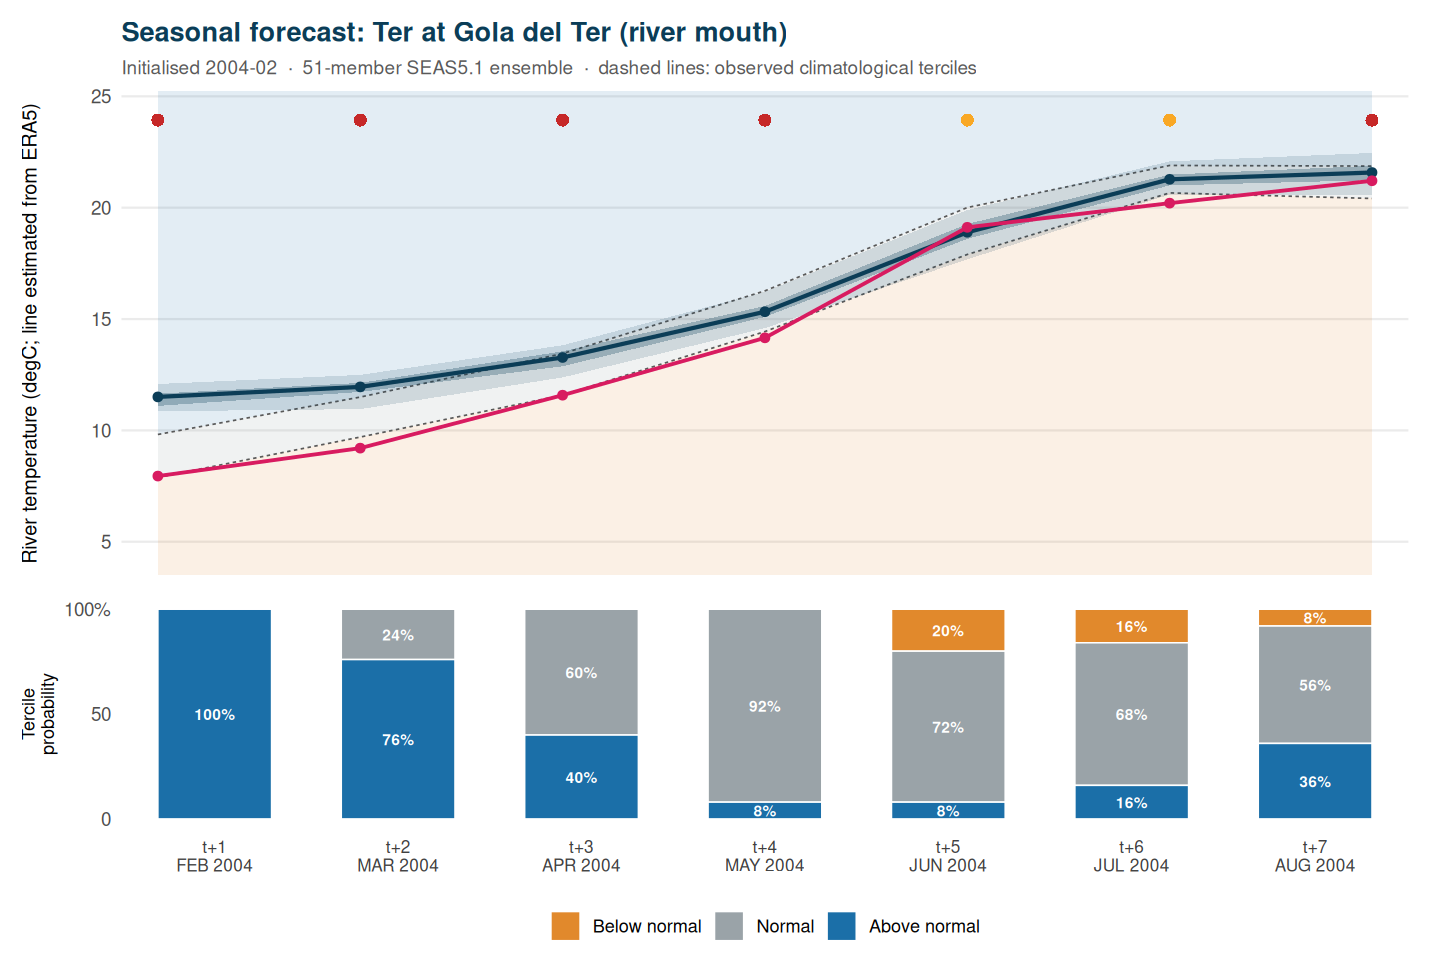 Seasonal forecast: Ter at Gola del Ter (river mouth)
Initialised 2004-02 · 51-member SEAS5.1 ensemble · dashed lines: observed climatological terciles
River temperature (degC; line estimated from ERA5)
25
20
15
10
5
Tercile
probability
100%
50
0
100%
24%
76%
60%
40%
92%
8%
20%
72%
8%
16%
68%
16%
8%
56%
36%
t+1
FEB 2004
t+2
MAR 2004
t+3
APR 2004
t+4
MAY 2004
t+5
JUN 2004
t+6
JUL 2004
t+7
AUG 2004
Below normal
Normal
Above normal